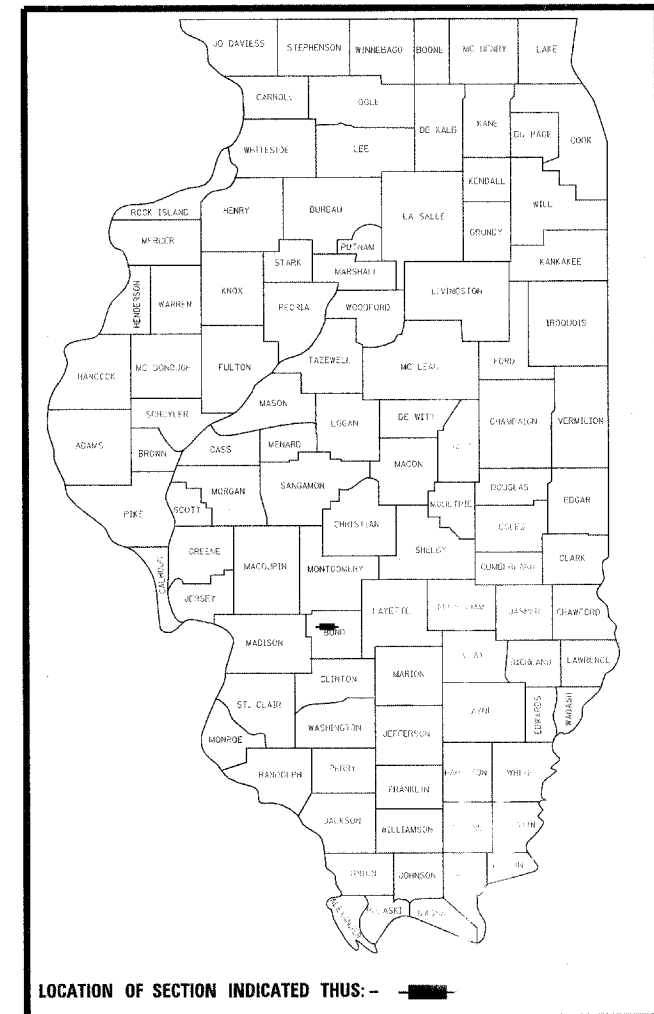 JO DAVIESS STEPHENSON WINNEBAGO BOONE MC HENRY LAKE
CARROLL OGLE DE KALB KANE DU PAGE COOK
WHITESIDE LEE
KENDALL
ROCK ISLAND HENRY BUREAU LA SALLE GRUNDY WILL
MERCER PUTNAM
STARK MARSHALL KANKAKEE
HENDERSON WARREN KNOX PEORIA WOODFORD LIVINGSTON IROQUOIS
HANCOCK MC DONOUGH FULTON TAZEWELL MC LEAN FORD
SCHUYLER MASON LOGAN DE WITT CHAMPAIGN VERMILION
ADAMS BROWN CASS MENARD MACON
PIKE SCOTT MORGAN SANGAMON CHRISTIAN MOULTRIE DOUGLAS EDGAR
COLES
GREENE MACOUPIN MONTGOMERY SHELBY CUMBERLAND CLARK
CALHOUN JERSEY FAYETTE JASPER CRAWFORD
MADISON BOND
CLINTON MARION RICHLAND LAWRENCE
ST. CLAIR
WASHINGTON JEFFERSON EDWARDS WABASH
MONROE
RANDOLPH PERRY FRANKLIN
JACKSON WILLIAMSON
UNION JOHNSON
ALEXANDER
LOCATION OF SECTION INDICATED THUS: -